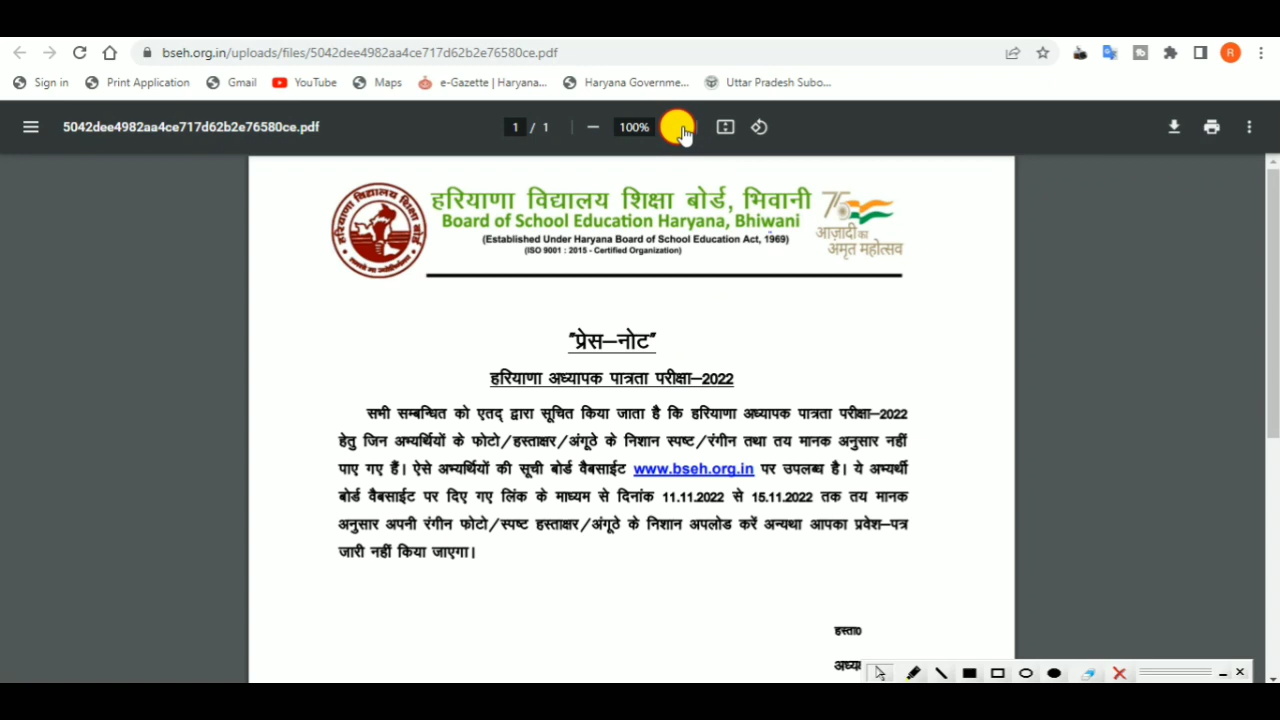 bseh.org.in/uploads/files/5042dee4982aa4ce717d62b2e76580ce.pdf
R
Sign in Print Application Gmail YouTube Maps e-Gazette | Haryana... Haryana Governme... Uttar Pradesh Subo...
5042dee4982aa4ce717d62b2e76580ce.pdf 1 / 1 100%
हरियाणा विद्यालय शिक्षा बोर्ड, भिवानी
Board of School Education Haryana, Bhiwani
(Established Under Haryana Board of School Education Act, 1969)
(ISO 9001 : 2015 - Certified Organization)
हरियाणा विद्यालय शिक्षा बोर्ड
75
आज़ादी का
अमृत महोत्सव
"प्रेस–नोट"
हरियाणा अध्यापक पात्रता परीक्षा–2022
सभी सम्बन्धित को एतद् द्वारा सूचित किया जाता है कि हरियाणा अध्यापक पात्रता परीक्षा–2022
हेतु जिन अभ्यर्थियों के फोटो/हस्ताक्षर/अंगूठे के निशान स्पष्ट/रंगीन तथा तय मानक अनुसार नहीं
पाए गए हैं। ऐसे अभ्यर्थियों की सूची बोर्ड वैबसाईट www.bseh.org.in पर उपलब्ध है। ये अभ्यर्थी
बोर्ड वैबसाईट पर दिए गए लिंक के माध्यम से दिनांक 11.11.2022 से 15.11.2022 तक तय मानक
अनुसार अपनी रंगीन फोटो/स्पष्ट हस्ताक्षर/अंगूठे के निशान अपलोड करें अन्यथा आपका प्रवेश–पत्र
जारी नहीं किया जाएगा।
हस्ता0